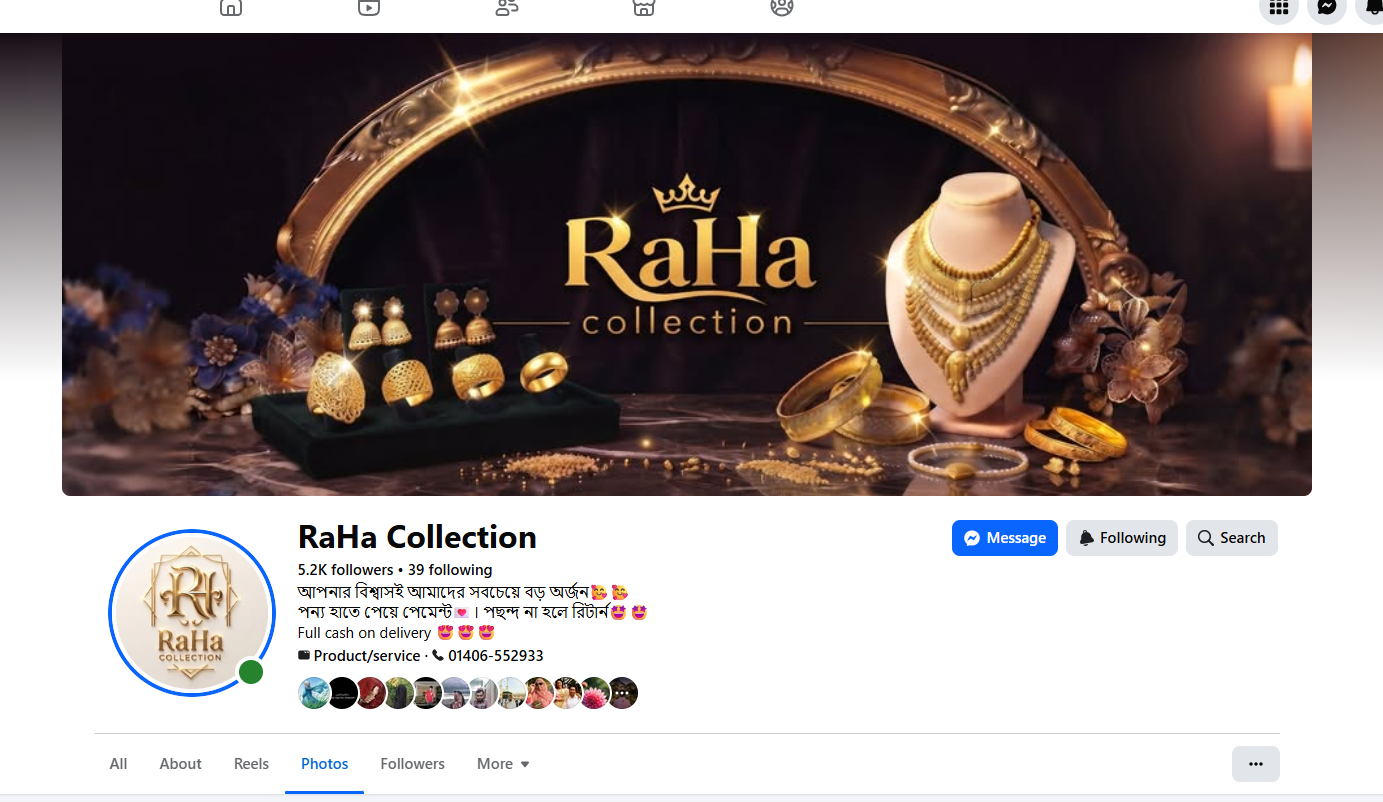 RaHa
collection
RH
RaHa
COLLECTION
RaHa Collection
5.2K followers • 39 following
আপনার বিশ্বাসই আমাদের সবচেয়ে বড় অর্জন🥰 🥰
পন্য হাতে পেয়ে পেমেন্ট💌 । পছন্দ না হলে রিটার্ন🤩 🤩
Full cash on delivery 😍 😍 😍
Product/service · 01406-552933
Message
Following
Search
All About Reels Photos Followers More